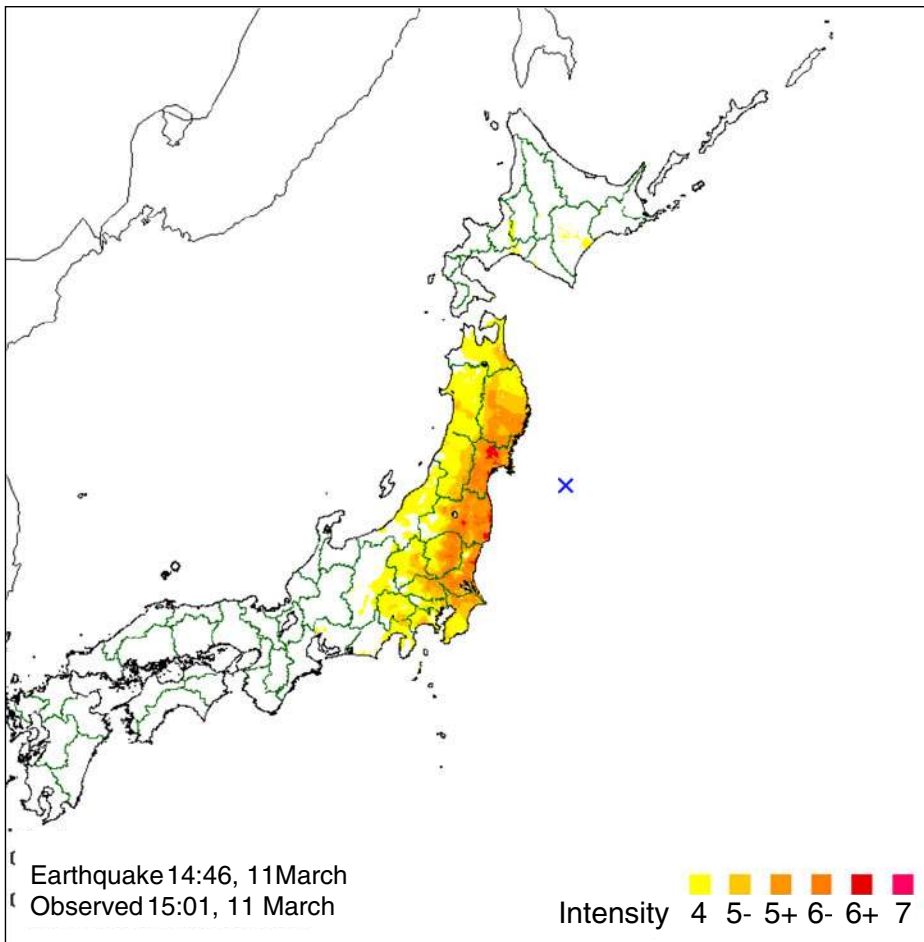 Earthquake 14:46, 11March
Observed 15:01, 11 March
Intensity 4 5- 5+ 6- 6+ 7